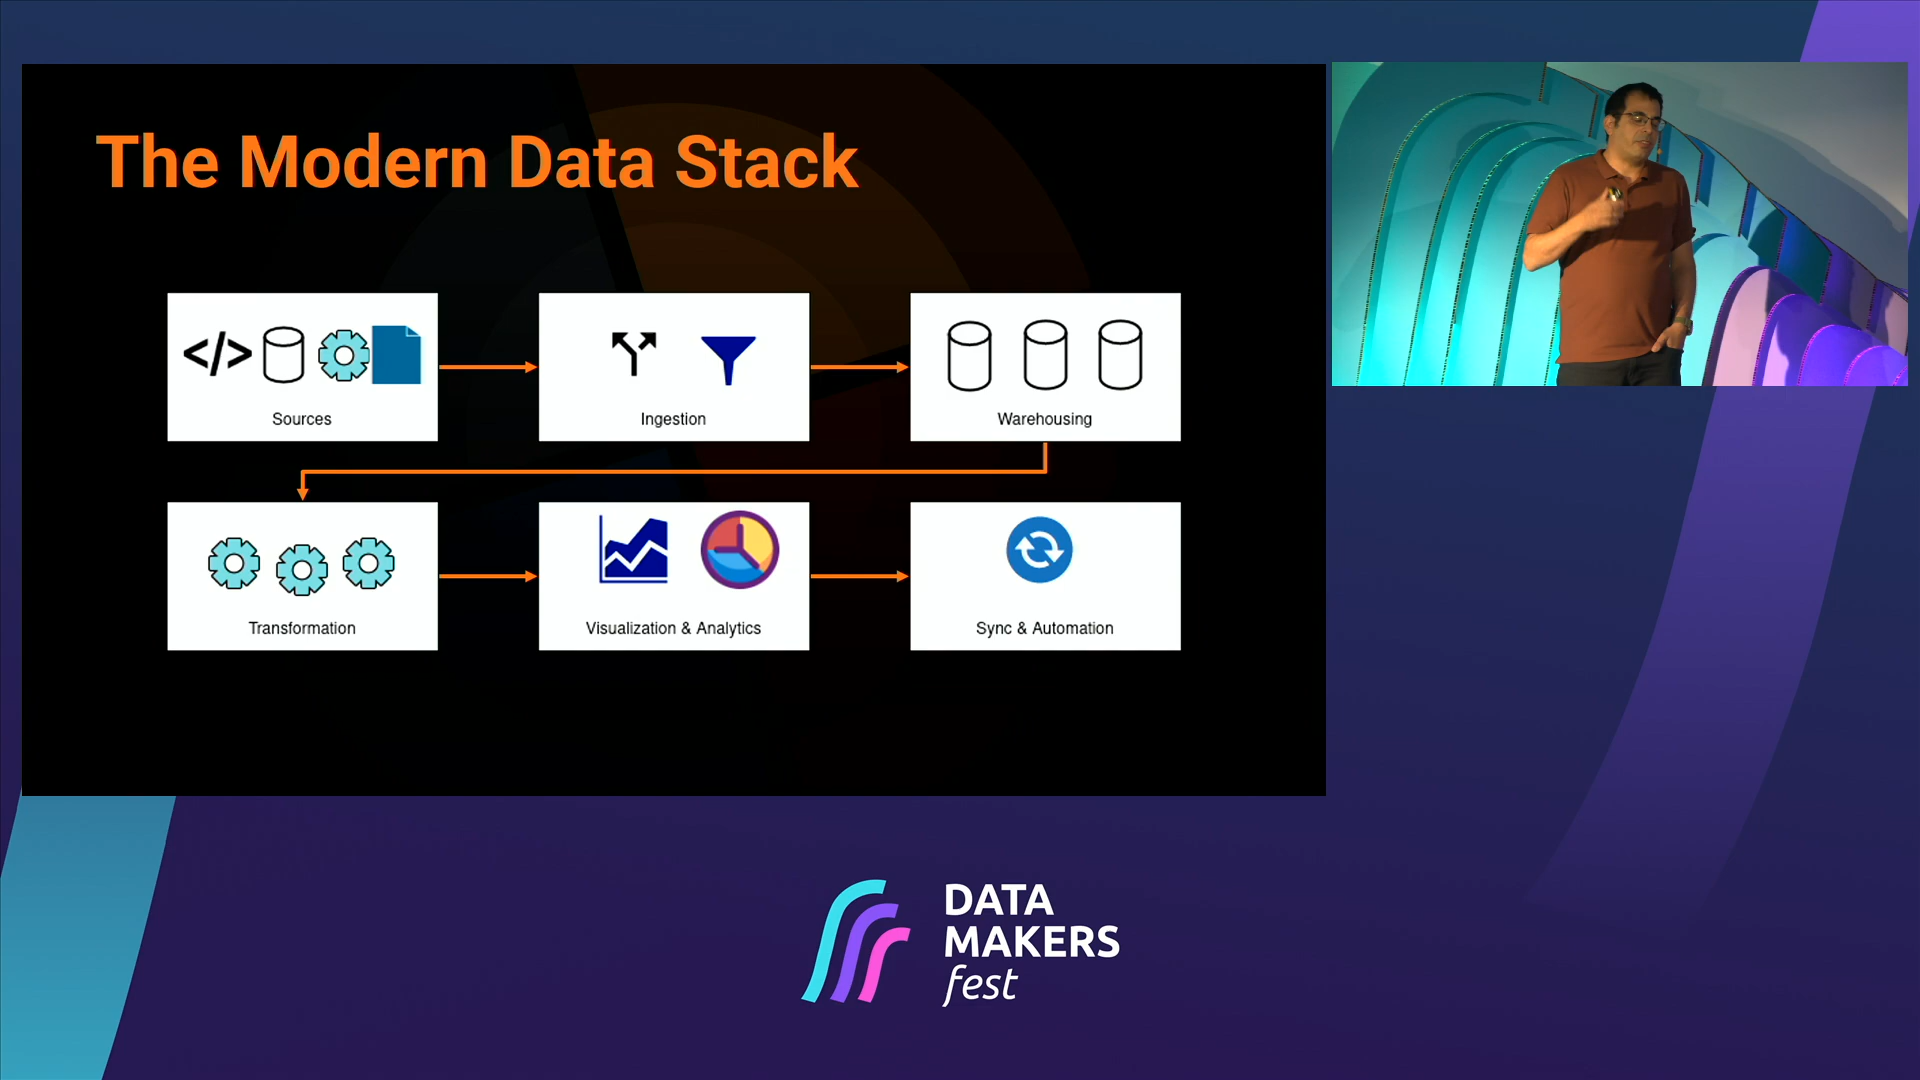 The Modern Data Stack
</>
Sources
Ingestion
Warehousing
Transformation
Visualization & Analytics
Sync & Automation
DATA
MAKERS
fest